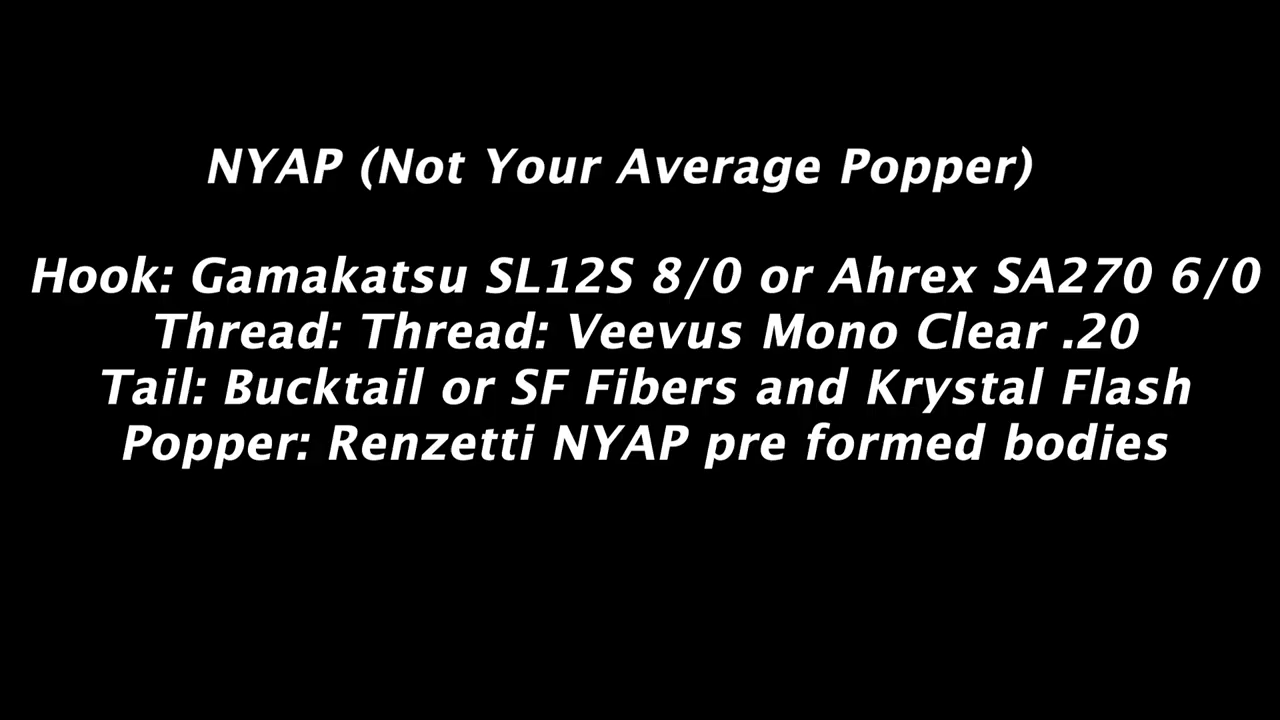 NYAP (Not Your Average Popper)
Hook: Gamakatsu SL12S 8/0 or Ahrex SA270 6/0
Thread: Thread: Veevus Mono Clear .20
Tail: Bucktail or SF Fibers and Krystal Flash
Popper: Renzetti NYAP pre formed bodies